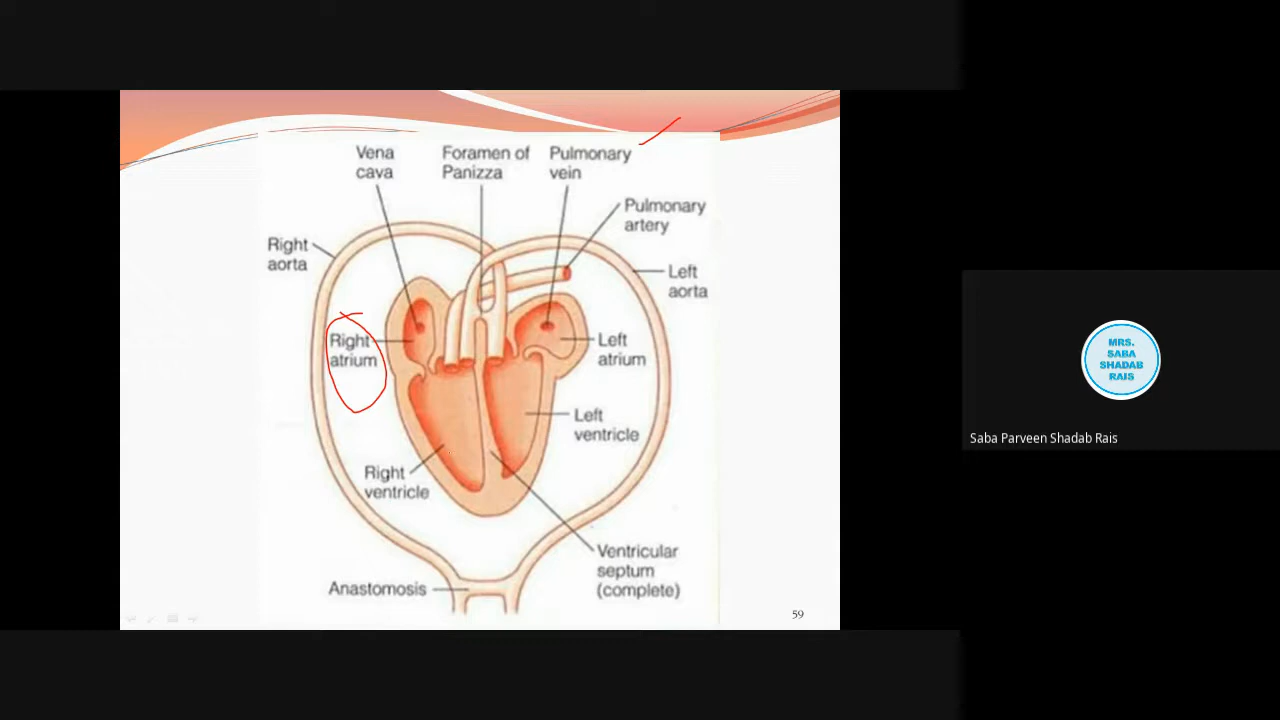 Vena
cava
Foramen of
Panizza
Pulmonary
vein
Pulmonary
artery
Right
aorta
Left
aorta
Right
atrium
Left
atrium
Left
ventricle
Right
ventricle
Ventricular
septum
(complete)
Anastomosis
59
MRS.
SABA
SHADAB
RAIS
Saba Parveen Shadab Rais